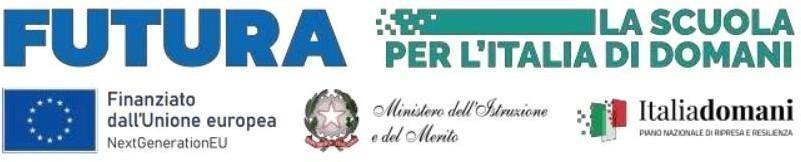 FUTURA
LA SCUOLA
PER L'ITALIA DI DOMANI
Finanziato
dall'Unione europea
NextGenerationEU
Ministero dell'Istruzione
e del Merito
Italiadomani
PIANO NAZIONALE DI RIPRESA E RESILIENZA